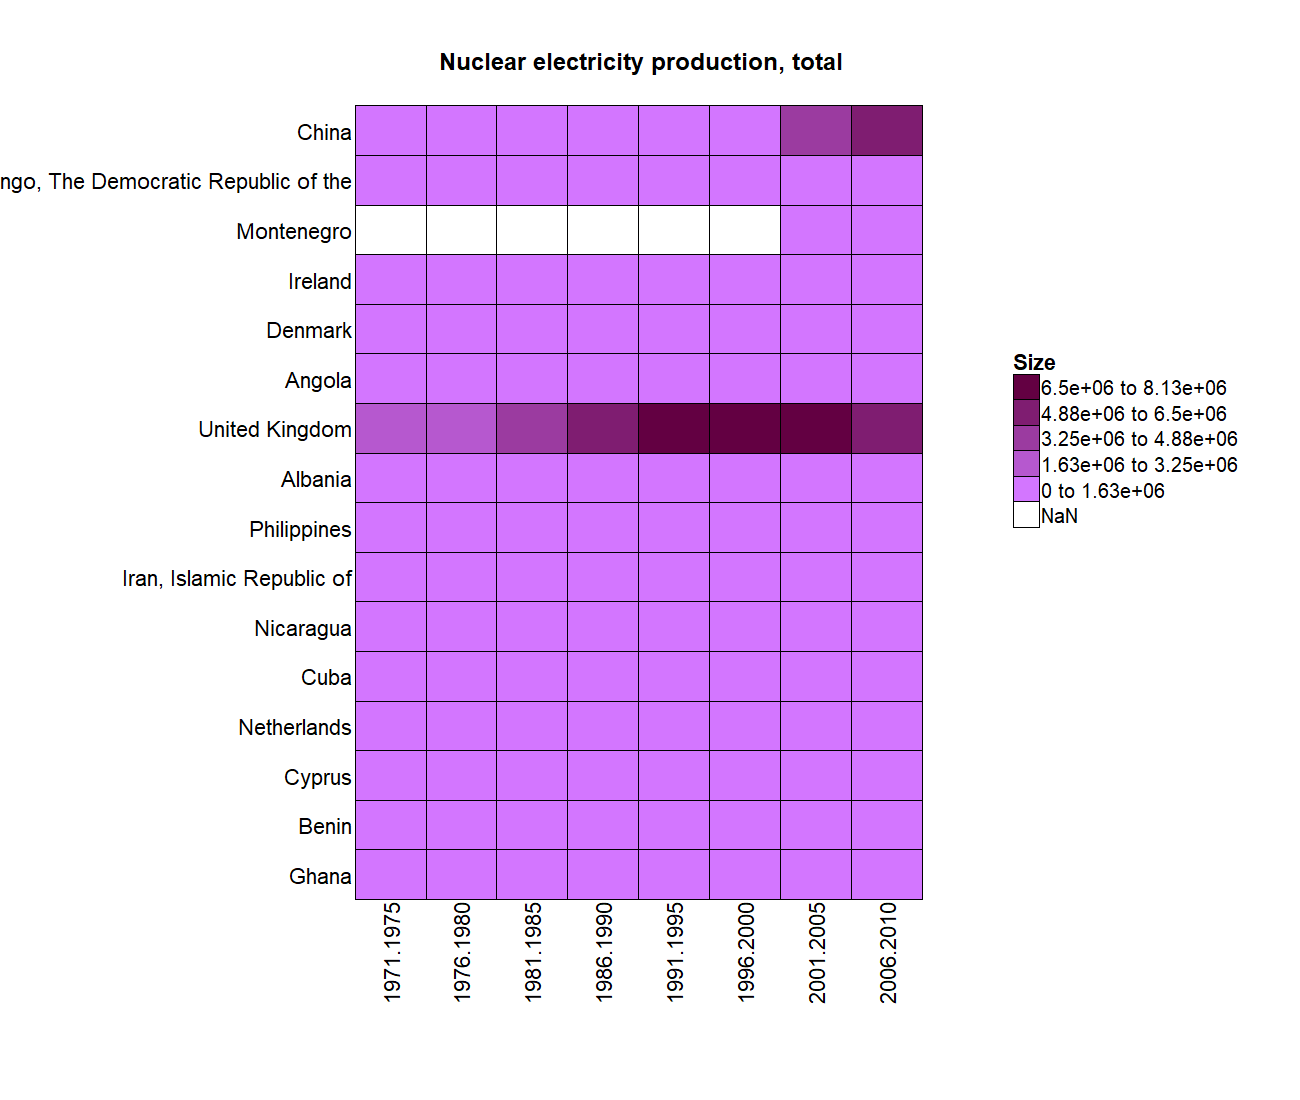 Nuclear electricity production, total
China
ngo, The Democratic Republic of the
Montenegro
Ireland
Denmark
Angola
United Kingdom
Albania
Philippines
Iran, Islamic Republic of
Nicaragua
Cuba
Netherlands
Cyprus
Benin
Ghana
1971.1975
1976.1980
1981.1985
1986.1990
1991.1995
1996.2000
2001.2005
2006.2010
Size
6.5e+06 to 8.13e+06
4.88e+06 to 6.5e+06
3.25e+06 to 4.88e+06
1.63e+06 to 3.25e+06
0 to 1.63e+06
NaN